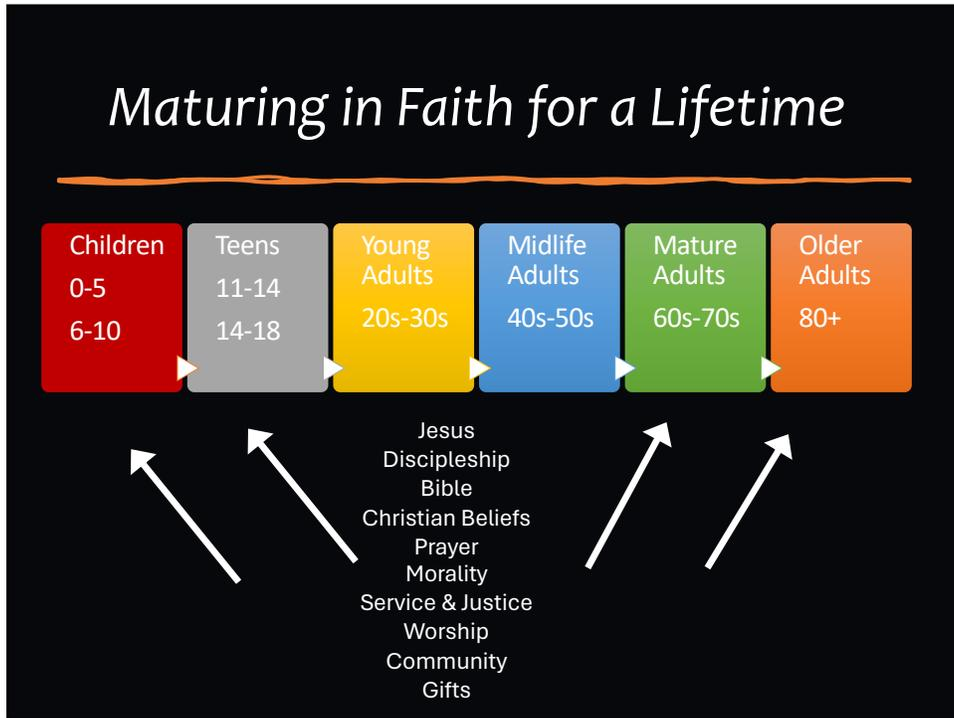 Maturing in Faith for a Lifetime
Children
0-5
6-10
Teens
11-14
14-18
Young
Adults
20s-30s
Midlife
Adults
40s-50s
Mature
Adults
60s-70s
Older
Adults
80+
Jesus
Discipleship
Bible
Christian Beliefs
Prayer
Morality
Service & Justice
Worship
Community
Gifts